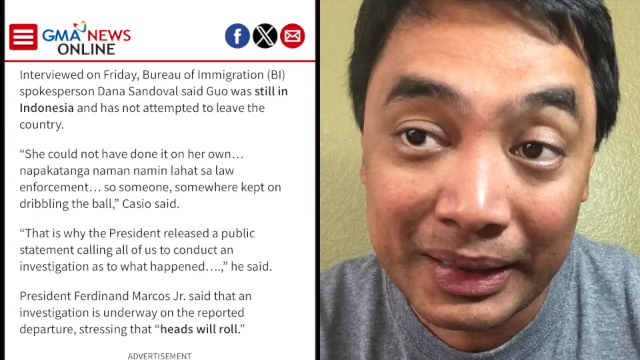 GMA NEWS
ONLINE
Interviewed on Friday, Bureau of Immigration (BI)
spokesperson Dana Sandoval said Guo was still in
Indonesia and has not attempted to leave the
country.
“She could not have done it on her own…
napakatanga naman namin lahat sa law
enforcement… so someone, somewhere kept on
dribbling the ball,” Casio said.
“That is why the President released a public
statement calling all of us to conduct an
investigation as to what happened….,” he said.
President Ferdinand Marcos Jr. said that an
investigation is underway on the reported
departure, stressing that “heads will roll.”
ADVERTISEMENT